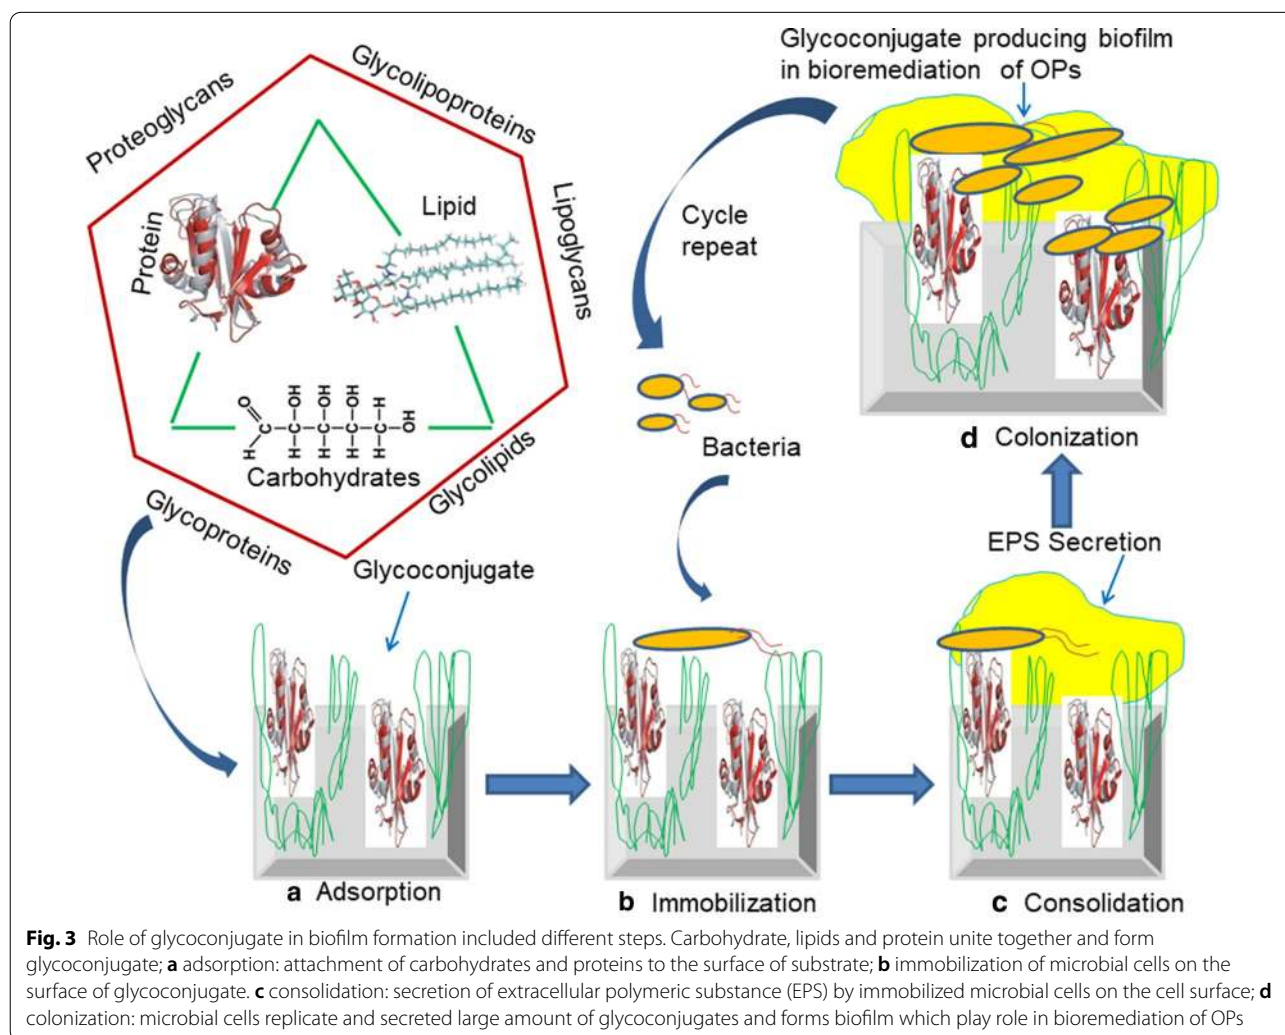 Glycoconjugate producing biofilm
in bioremediation of OPs
Proteoglycans
Glycolipoproteins
Lipoglycans
Glycolipids
Glycoproteins
Protein
Lipid
O
OH
OH
OH
H
C
C
C
C
C
OH
H
H
H
H
H
Carbohydrates
Cycle
repeat
Bacteria
d Colonization
EPS Secretion
Glycoconjugate
a Adsorption
b Immobilization
c Consolidation
Fig. 3 Role of glycoconjugate in biofilm formation included different steps. Carbohydrate, lipids and protein unite together and form
glycoconjugate; a adsorption: attachment of carbohydrates and proteins to the surface of substrate; b immobilization of microbial cells on the
surface of glycoconjugate. c consolidation: secretion of extracellular polymeric substance (EPS) by immobilized microbial cells on the cell surface; d
colonization: microbial cells replicate and secreted large amount of glycoconjugates and forms biofilm which play role in bioremediation of OPs